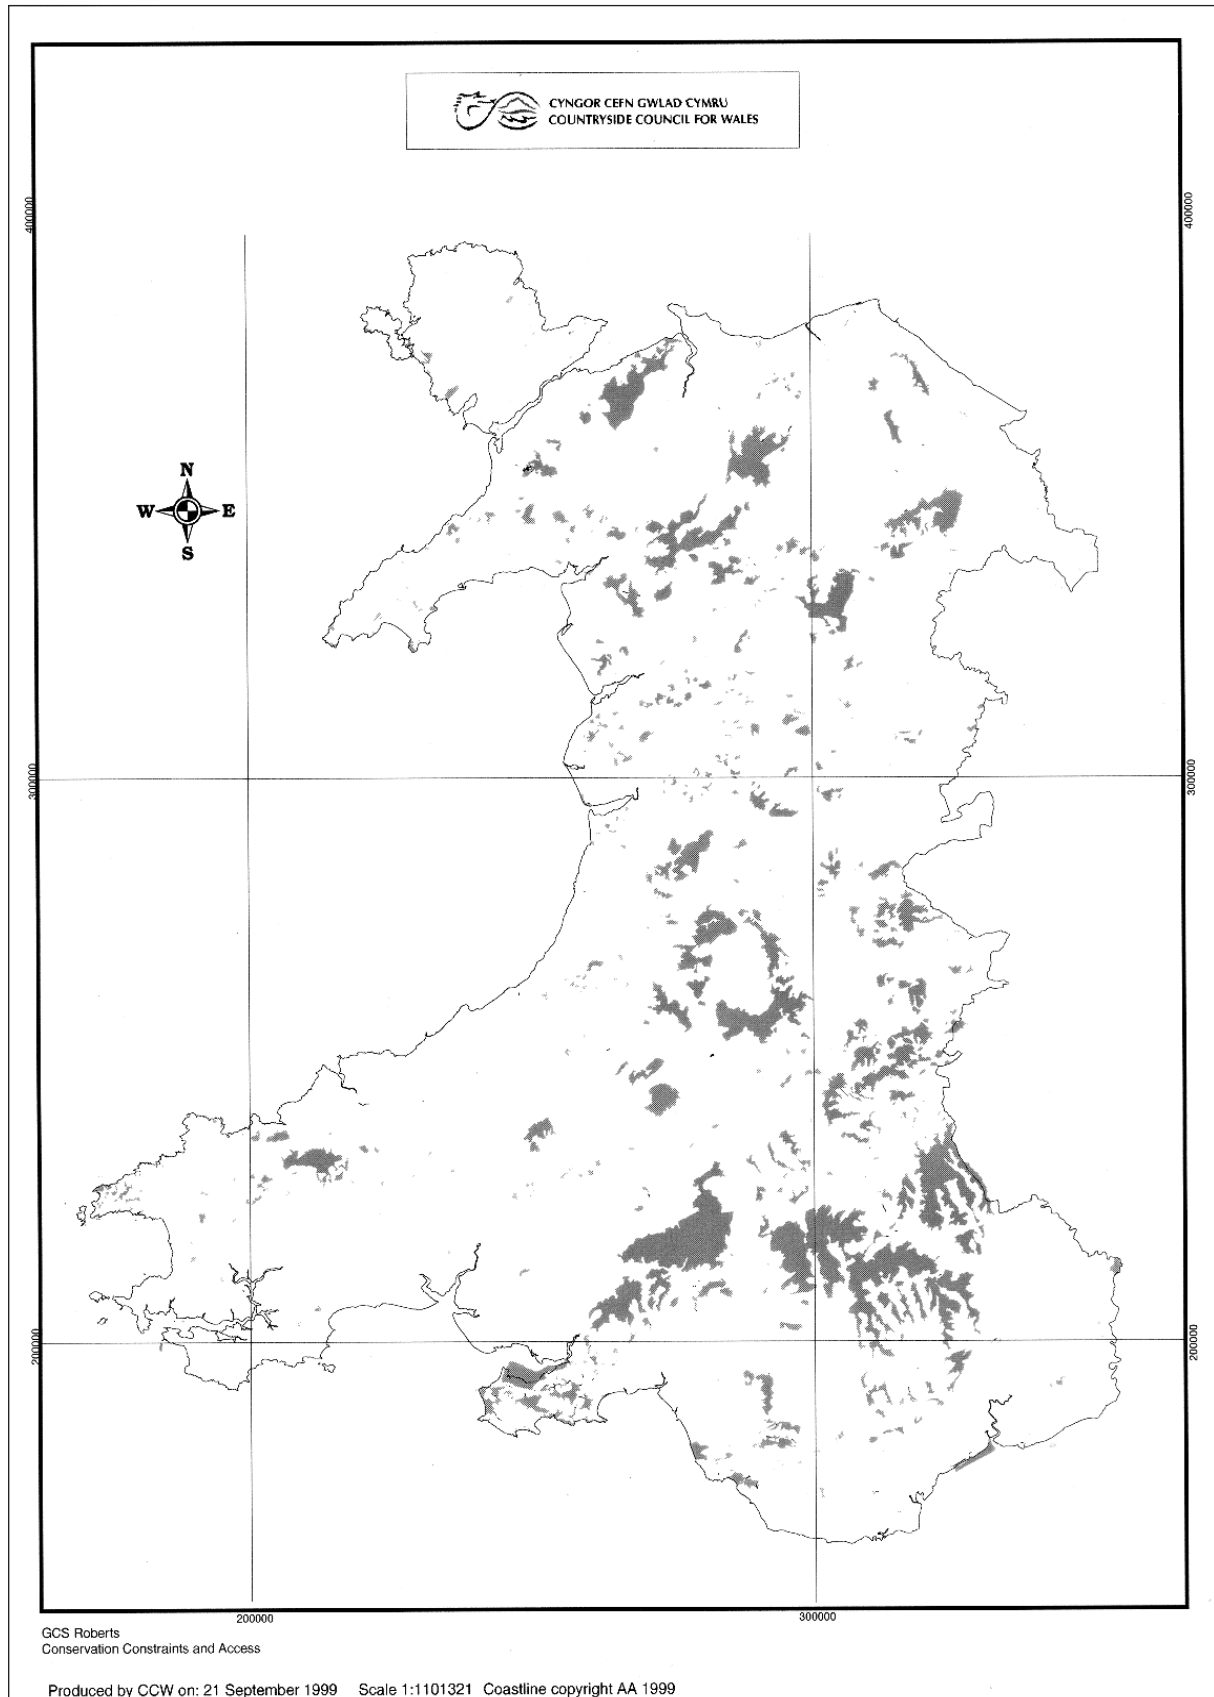 CYNGOR CEFN GWLAD CYMRU
COUNTRYSIDE COUNCIL FOR WALES
400000
400000
N
W E
S
300000
300000
200000
200000
200000
300000
GCS Roberts
Conservation Constraints and Access
Produced by CCW on: 21 September 1999 Scale 1:1101321 Coastline copyright AA 1999